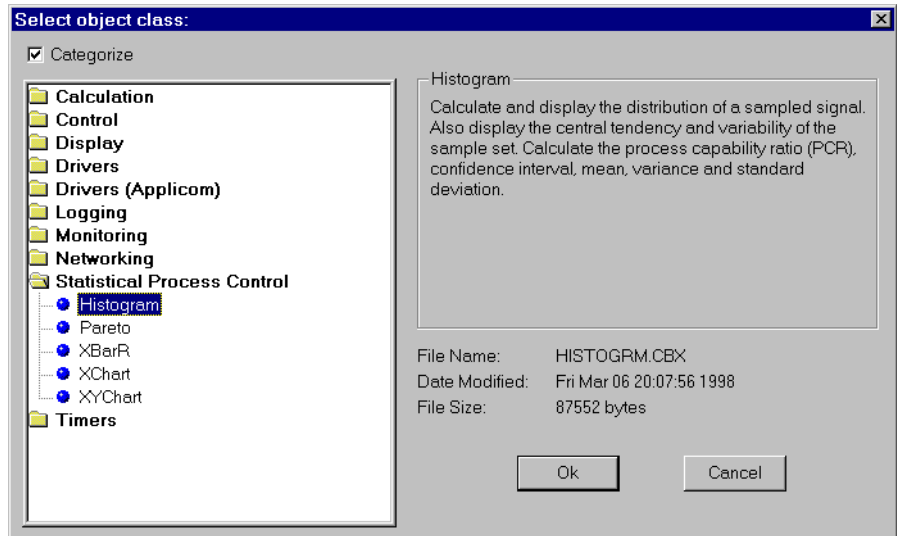 Select object class:
Categorize
Calculation
Control
Display
Drivers
Drivers (Applicom)
Logging
Monitoring
Networking
Statistical Process Control
Histogram
Pareto
XBarR
XChart
XYChart
Timers
Histogram
Calculate and display the distribution of a sampled signal.
Also display the central tendency and variability of the
sample set. Calculate the process capability ratio (PCR),
confidence interval, mean, variance and standard
deviation.
File Name: HISTOGRM.CBX
Date Modified: Fri Mar 06 20:07:56 1998
File Size: 87552 bytes
Ok Cancel